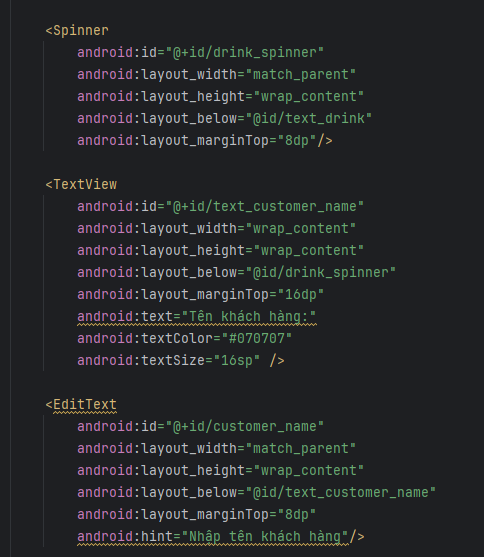 <Spinner
android:id="@+id/drink_spinner"
android:layout_width="match_parent"
android:layout_height="wrap_content"
android:layout_below="@id/text_drink"
android:layout_marginTop="8dp"/>
<TextView
android:id="@+id/text_customer_name"
android:layout_width="wrap_content"
android:layout_height="wrap_content"
android:layout_below="@id/drink_spinner"
android:layout_marginTop="16dp"
android:text="Tên khách hàng:"
android:textColor="#070707"
android:textSize="16sp" />
<EditText
android:id="@+id/customer_name"
android:layout_width="match_parent"
android:layout_height="wrap_content"
android:layout_below="@id/text_customer_name"
android:layout_marginTop="8dp"
android:hint="Nhập tên khách hàng"/>